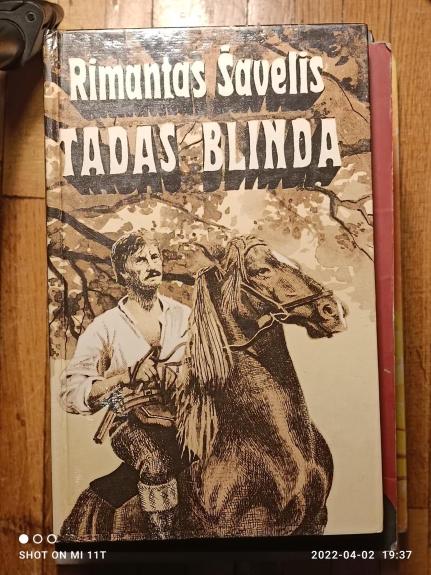 Rimantas Šavelis
TADAS BLINDA
SHOT ON MI 11T
2022-04-02 19:37